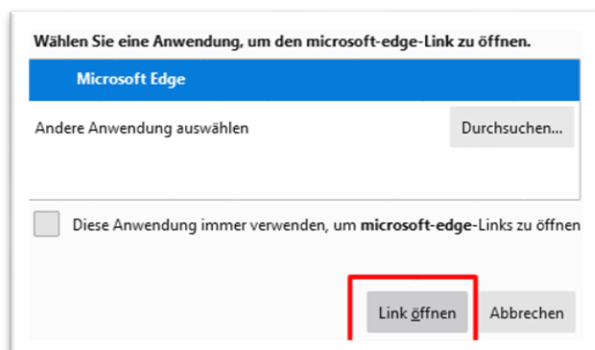 Wählen Sie eine Anwendung, um den microsoft-edge-Link zu öffnen.
Microsoft Edge
Andere Anwendung auswählen Durchsuchen...
Diese Anwendung immer verwenden, um microsoft-edge-Links zu öffnen
Link öffnen Abbrechen